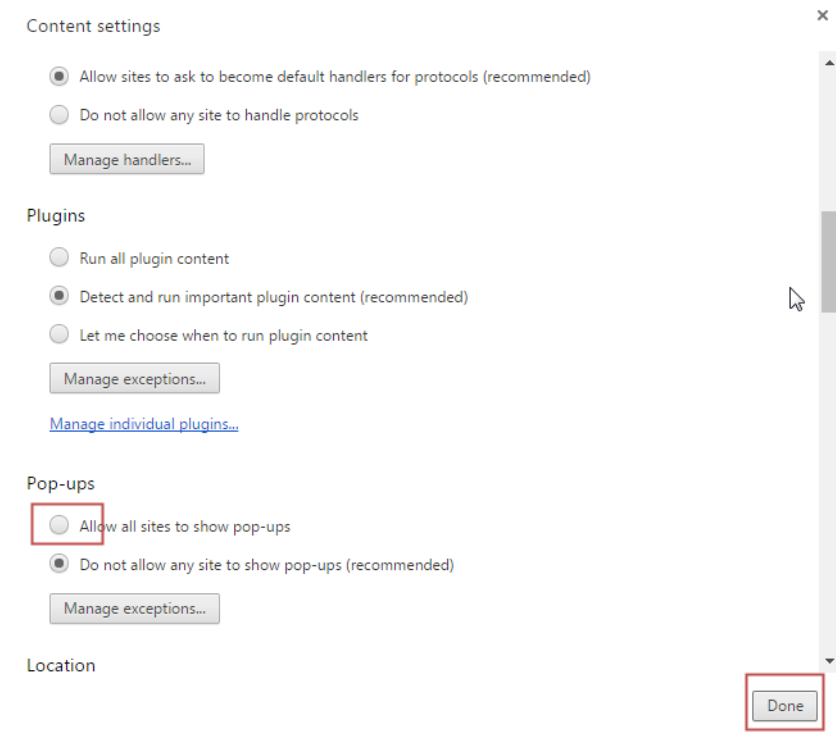 Content settings
Allow sites to ask to become default handlers for protocols (recommended)
Do not allow any site to handle protocols
Manage handlers...
Plugins
Run all plugin content
Detect and run important plugin content (recommended)
Let me choose when to run plugin content
Manage exceptions...
Manage individual plugins...
Pop-ups
Allow all sites to show pop-ups
Do not allow any site to show pop-ups (recommended)
Manage exceptions...
Location
Done